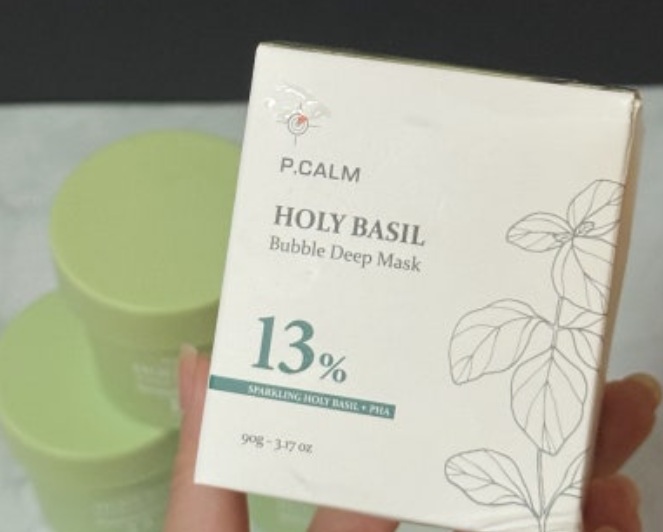 P.CALM
HOLY BASIL
Bubble Deep Mask
13%
SPARKLING HOLY BASIL + PHA
90g - 3.17 oz